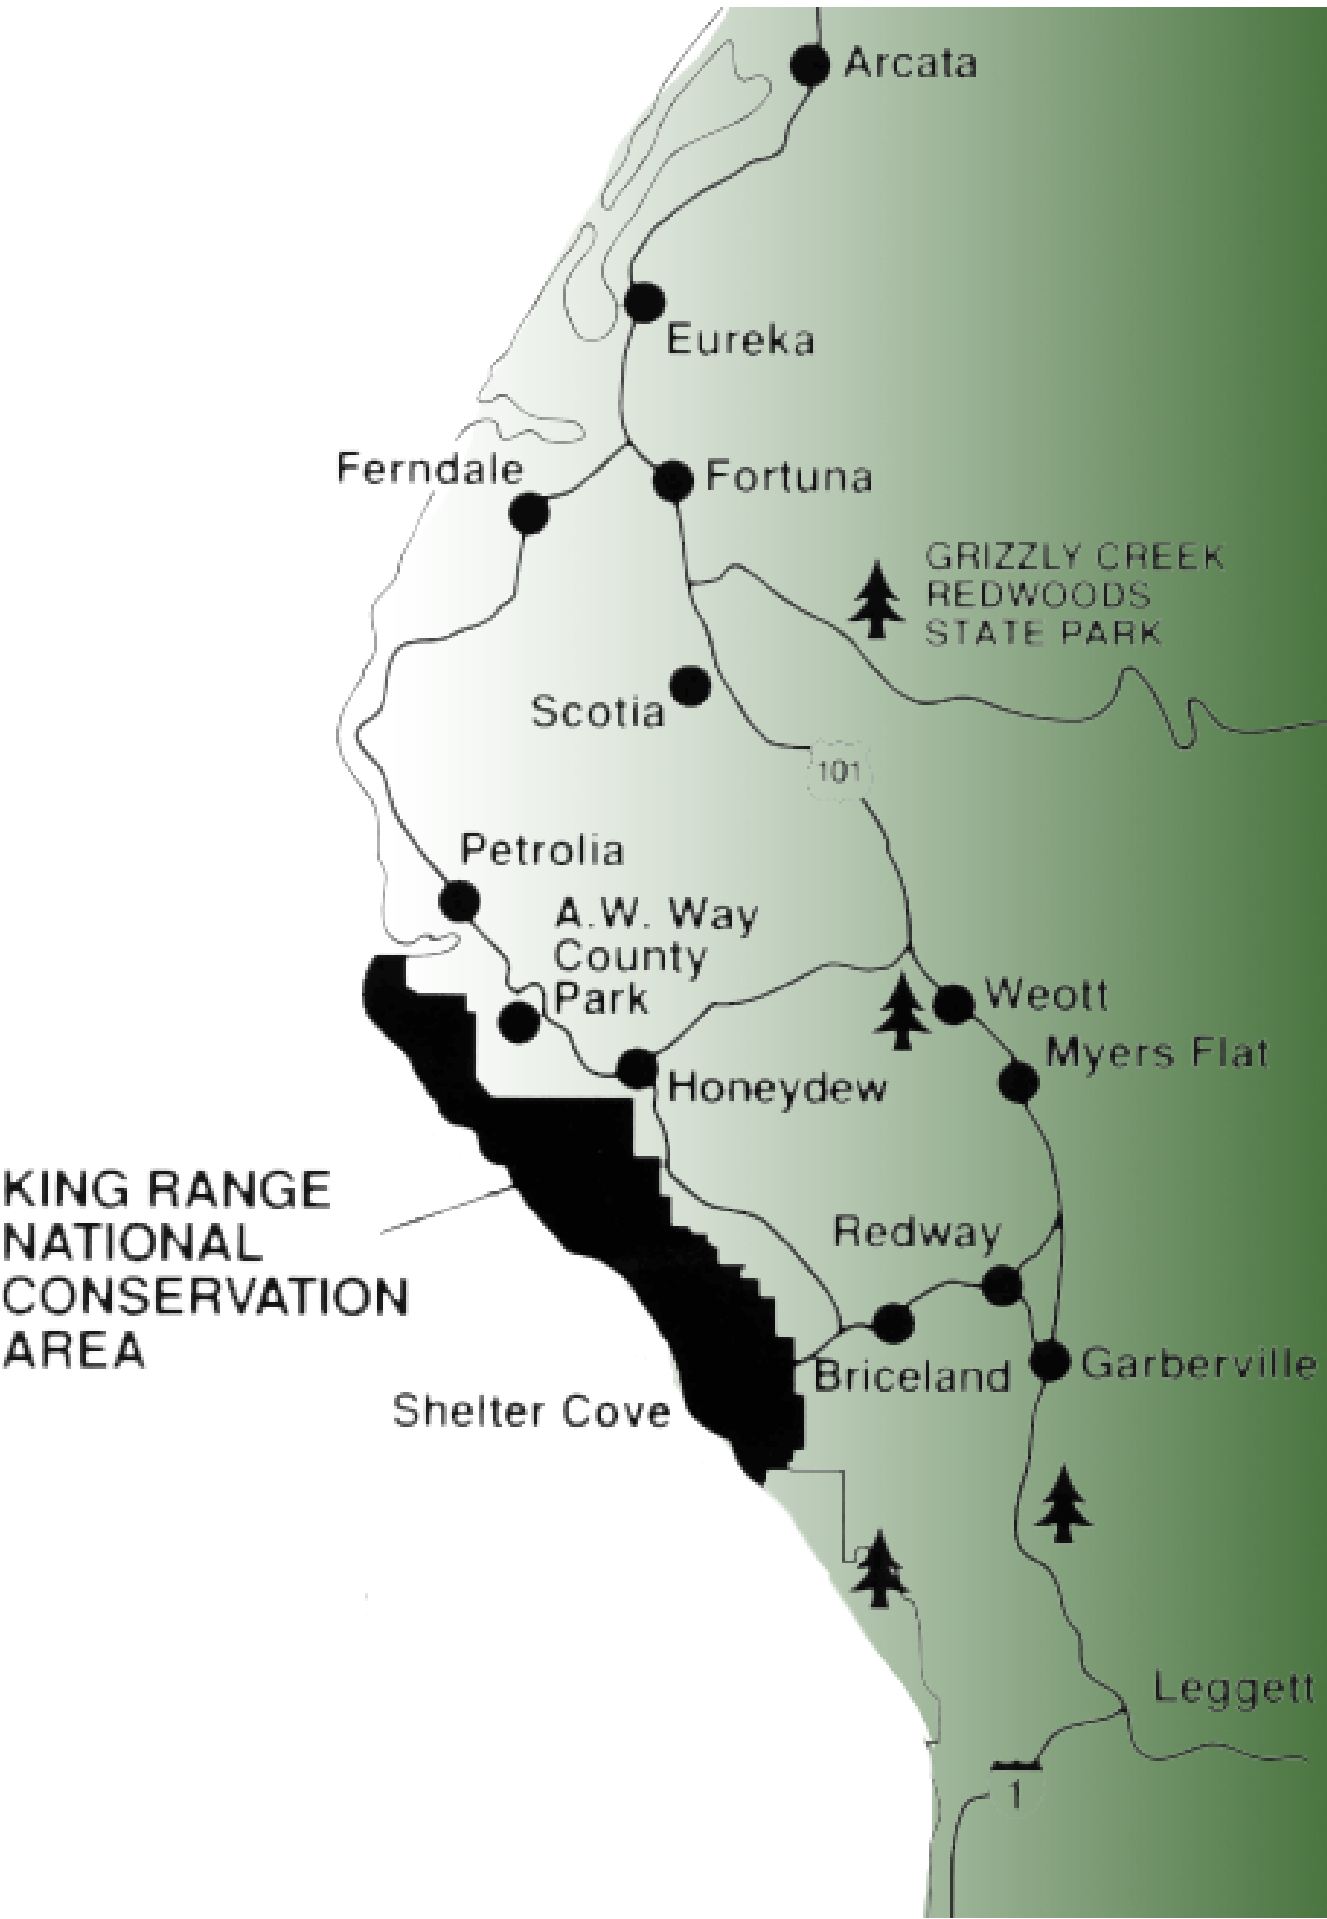 Arcata
Eureka
Ferndale
Fortuna
GRIZZLY CREEK
REDWOODS
STATE PARK
Scotia
101
Petrolia
A.W. Way
County
Park
Weott
Myers Flat
Honeydew
KING RANGE
NATIONAL
CONSERVATION
AREA
Redway
Briceland
Garberville
Shelter Cove
Leggett
1